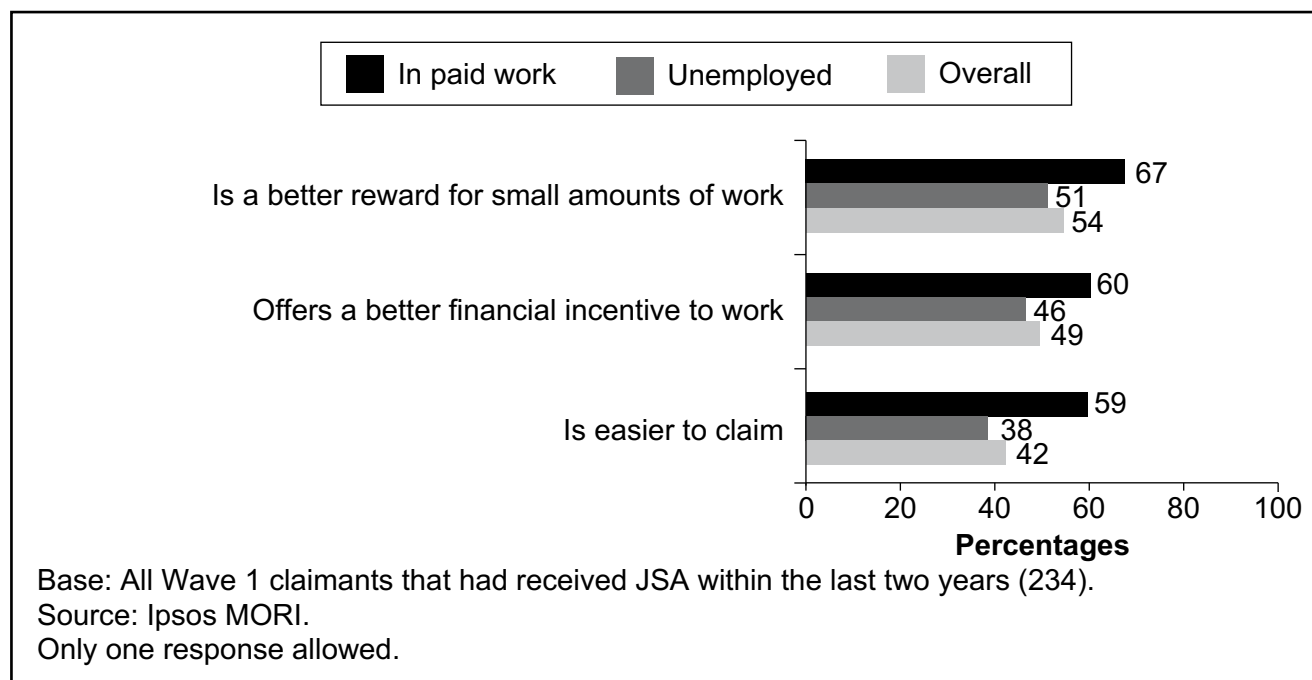 In paid work Unemployed Overall
Is a better reward for small amounts of work
67
51
54
Offers a better financial incentive to work
60
46
49
Is easier to claim
59
38
42
0 20 40 60 80 100
Percentages
Base: All Wave 1 claimants that had received JSA within the last two years (234).
Source: Ipsos MORI.
Only one response allowed.